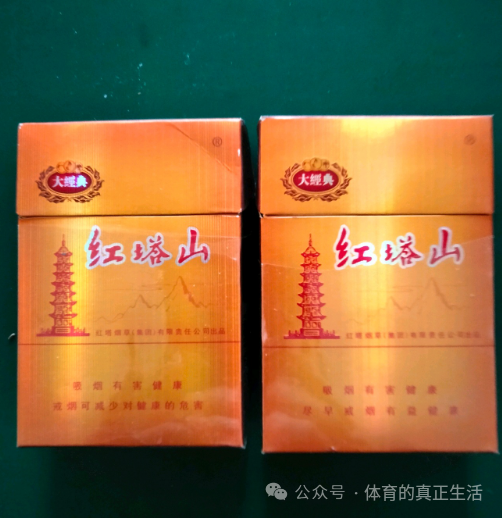 ®
大經典
红塔山
红塔烟草(集团)有限责任公司出品
吸烟有害健康
戒烟可减少对健康的危害
®
大經典
红塔山
红塔烟草(集团)有限责任公司出品
吸烟有害健康
尽早戒烟有益健康
公众号·体育的真正生活